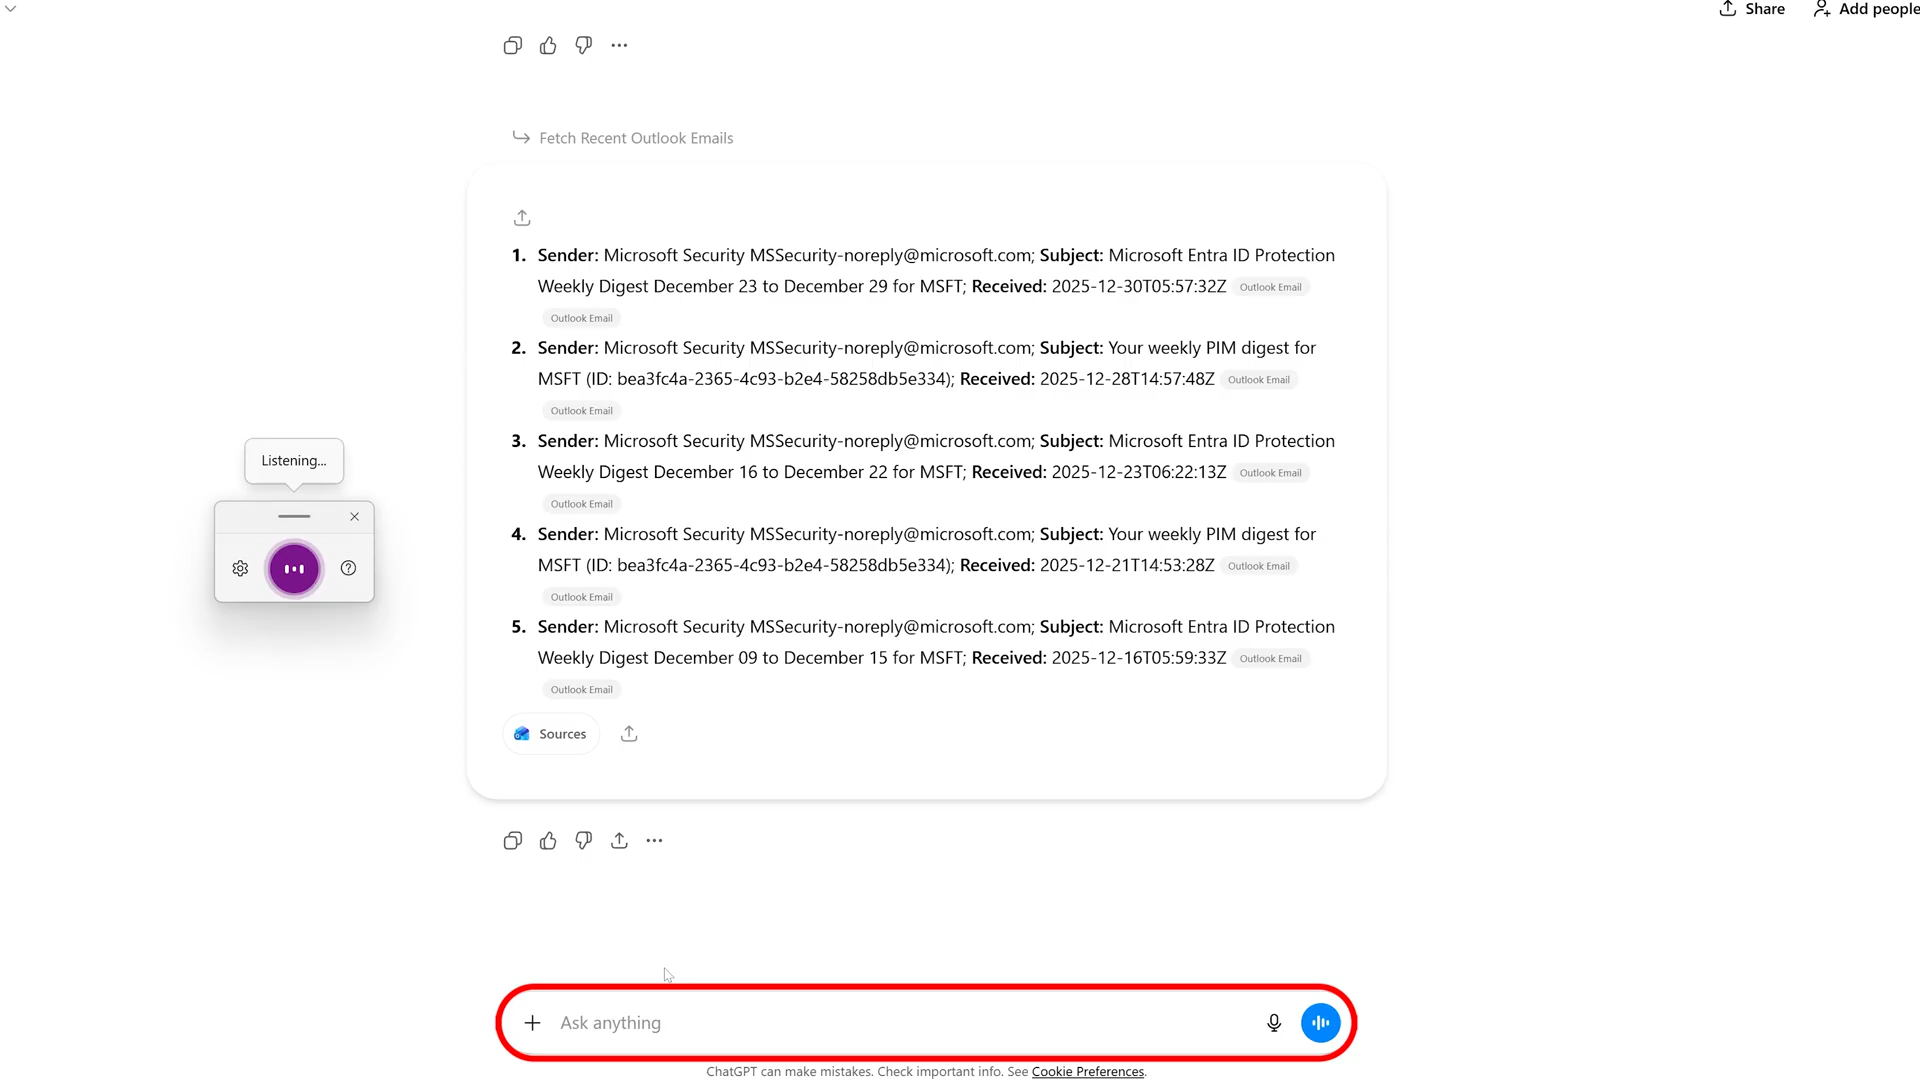 Share
Add people
Fetch Recent Outlook Emails
1. Sender: Microsoft Security MSSecurity-noreply@microsoft.com; Subject: Microsoft Entra ID Protection
Weekly Digest December 23 to December 29 for MSFT; Received: 2025-12-30T05:57:32Z Outlook Email
Outlook Email
2. Sender: Microsoft Security MSSecurity-noreply@microsoft.com; Subject: Your weekly PIM digest for
MSFT (ID: bea3fc4a-2365-4c93-b2e4-58258db5e334); Received: 2025-12-28T14:57:48Z Outlook Email
Outlook Email
3. Sender: Microsoft Security MSSecurity-noreply@microsoft.com; Subject: Microsoft Entra ID Protection
Weekly Digest December 16 to December 22 for MSFT; Received: 2025-12-23T06:22:13Z Outlook Email
Outlook Email
4. Sender: Microsoft Security MSSecurity-noreply@microsoft.com; Subject: Your weekly PIM digest for
MSFT (ID: bea3fc4a-2365-4c93-b2e4-58258db5e334); Received: 2025-12-21T14:53:28Z Outlook Email
Outlook Email
5. Sender: Microsoft Security MSSecurity-noreply@microsoft.com; Subject: Microsoft Entra ID Protection
Weekly Digest December 09 to December 15 for MSFT; Received: 2025-12-16T05:59:33Z Outlook Email
Outlook Email
Sources
Listening...
Ask anything
ChatGPT can make mistakes. Check important info. See Cookie Preferences.